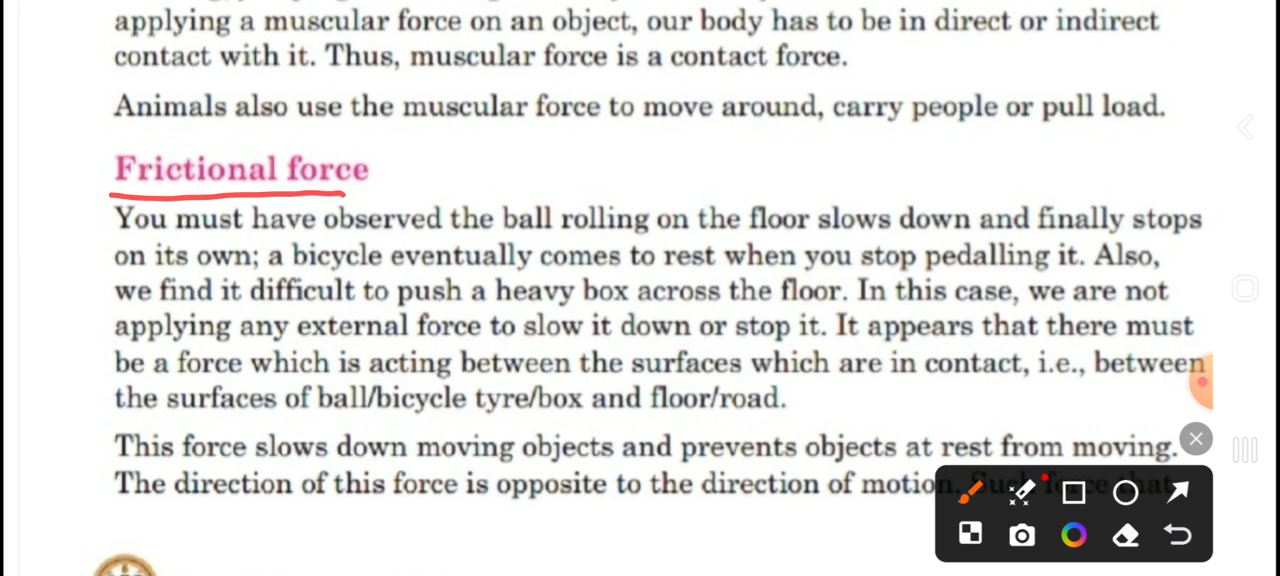 applying a muscular force on an object, our body has to be in direct or indirect
contact with it. Thus, muscular force is a contact force.
Animals also use the muscular force to move around, carry people or pull load.
Frictional force
You must have observed the ball rolling on the floor slows down and finally stops
on its own; a bicycle eventually comes to rest when you stop pedalling it. Also,
we find it difficult to push a heavy box across the floor. In this case, we are not
applying any external force to slow it down or stop it. It appears that there must
be a force which is acting between the surfaces which are in contact, i.e., between
the surfaces of ball/bicycle tyre/box and floor/road.
This force slows down moving objects and prevents objects at rest from moving.
The direction of this force is opposite to the direction of motion. Such force that